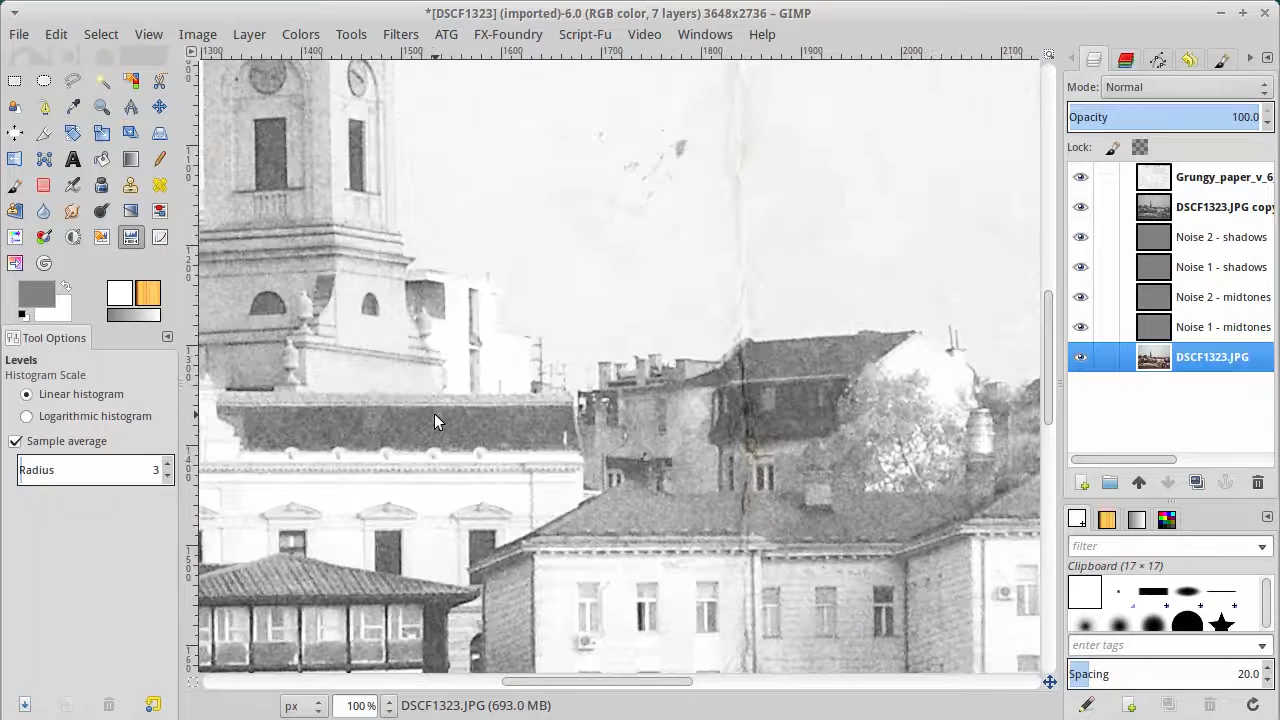 *[DSCF1323] (imported)-6.0 (RGB color, 7 layers) 3648x2736 – GIMP
File Edit Select View Image Layer Colors Tools Filters ATG FX-Foundry Script-Fu Video Windows Help
1300 1400 1500 1600 1700 1800 1900 2000 2100
Mode: Normal
Opacity 100.0
Lock:
Grungy_paper_v_6
DSCF1323.JPG copy
Noise 2 - shadows
Noise 1 - shadows
Noise 2 - midtones
Noise 1 - midtones
DSCF1323.JPG
Tool Options
Levels
Histogram Scale
Linear histogram
Logarithmic histogram
Sample average
Radius 3
filter
Clipboard (17 × 17)
enter tags
Spacing 20.0
px 100 % DSCF1323.JPG (693.0 MB)